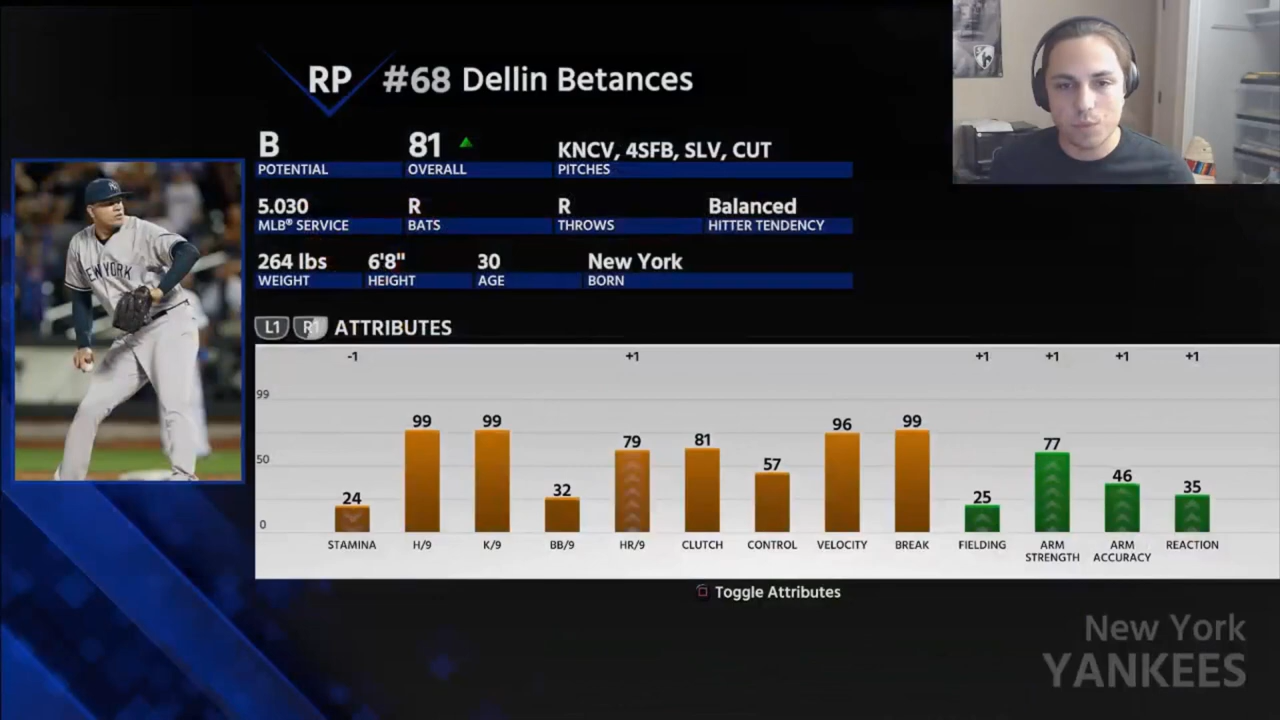 RP #68 Dellin Betances
B 81 KNCV, 4SFB, SLV, CUT
POTENTIAL OVERALL PITCHES
5.030 R R Balanced
MLB® SERVICE BATS THROWS HITTER TENDENCY
264 lbs 6'8" 30 New York
WEIGHT HEIGHT AGE BORN
L1 R1 ATTRIBUTES
-1 +1 +1 +1 +1 +1
99
50
0
24 99 99 32 79 81 57 96 99 25 77 46 35
STAMINA H/9 K/9 BB/9 HR/9 CLUTCH CONTROL VELOCITY BREAK FIELDING ARM STRENGTH ARM ACCURACY REACTION
Toggle Attributes
New York
YANKEES
NEW YORK